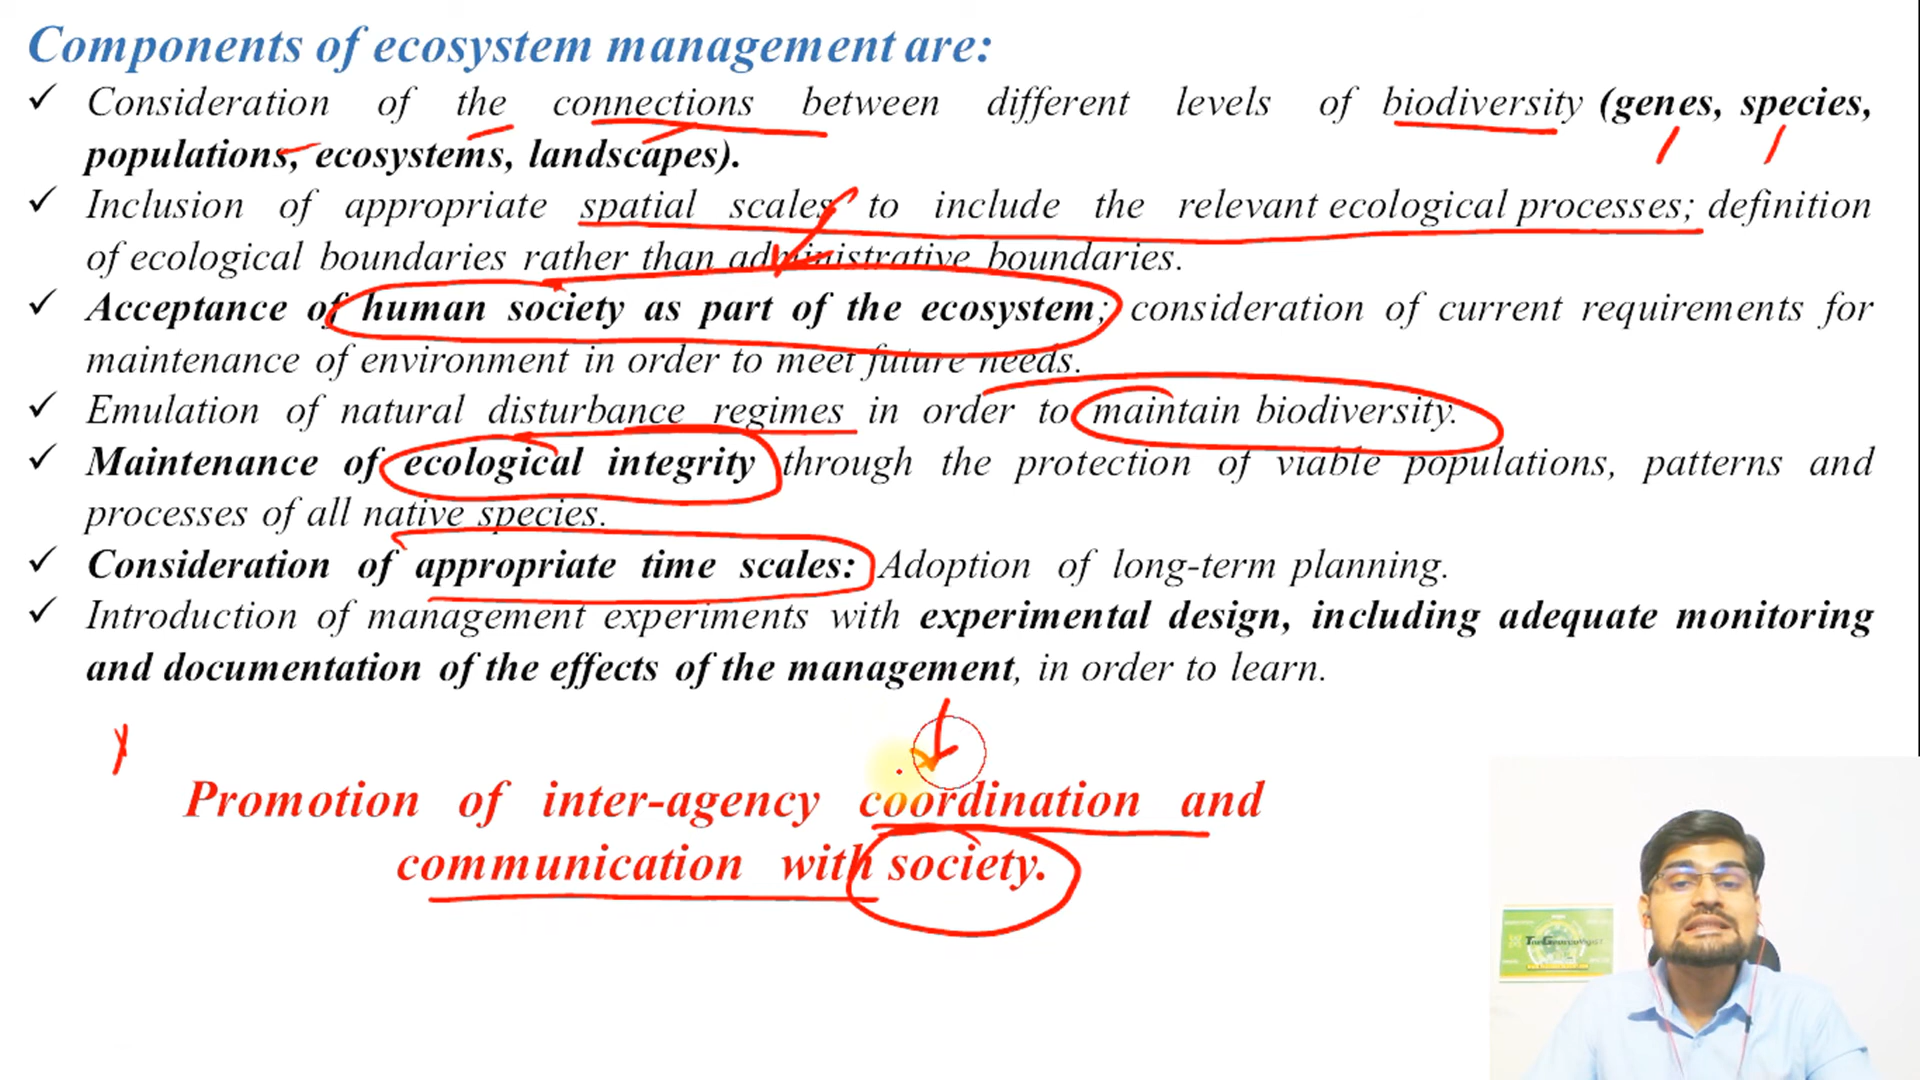 Components of ecosystem management are:
✓ Consideration of the connections between different levels of biodiversity (genes, species,
populations, ecosystems, landscapes).
✓ Inclusion of appropriate spatial scales to include the relevant ecological processes; definition
of ecological boundaries rather than administrative boundaries.
✓ Acceptance of human society as part of the ecosystem; consideration of current requirements for
maintenance of environment in order to meet future needs.
✓ Emulation of natural disturbance regimes in order to maintain biodiversity.
✓ Maintenance of ecological integrity through the protection of viable populations, patterns and
processes of all native species.
✓ Consideration of appropriate time scales: Adoption of long-term planning.
✓ Introduction of management experiments with experimental design, including adequate monitoring
and documentation of the effects of the management, in order to learn.
Promotion of inter-agency coordination and
communication with society.